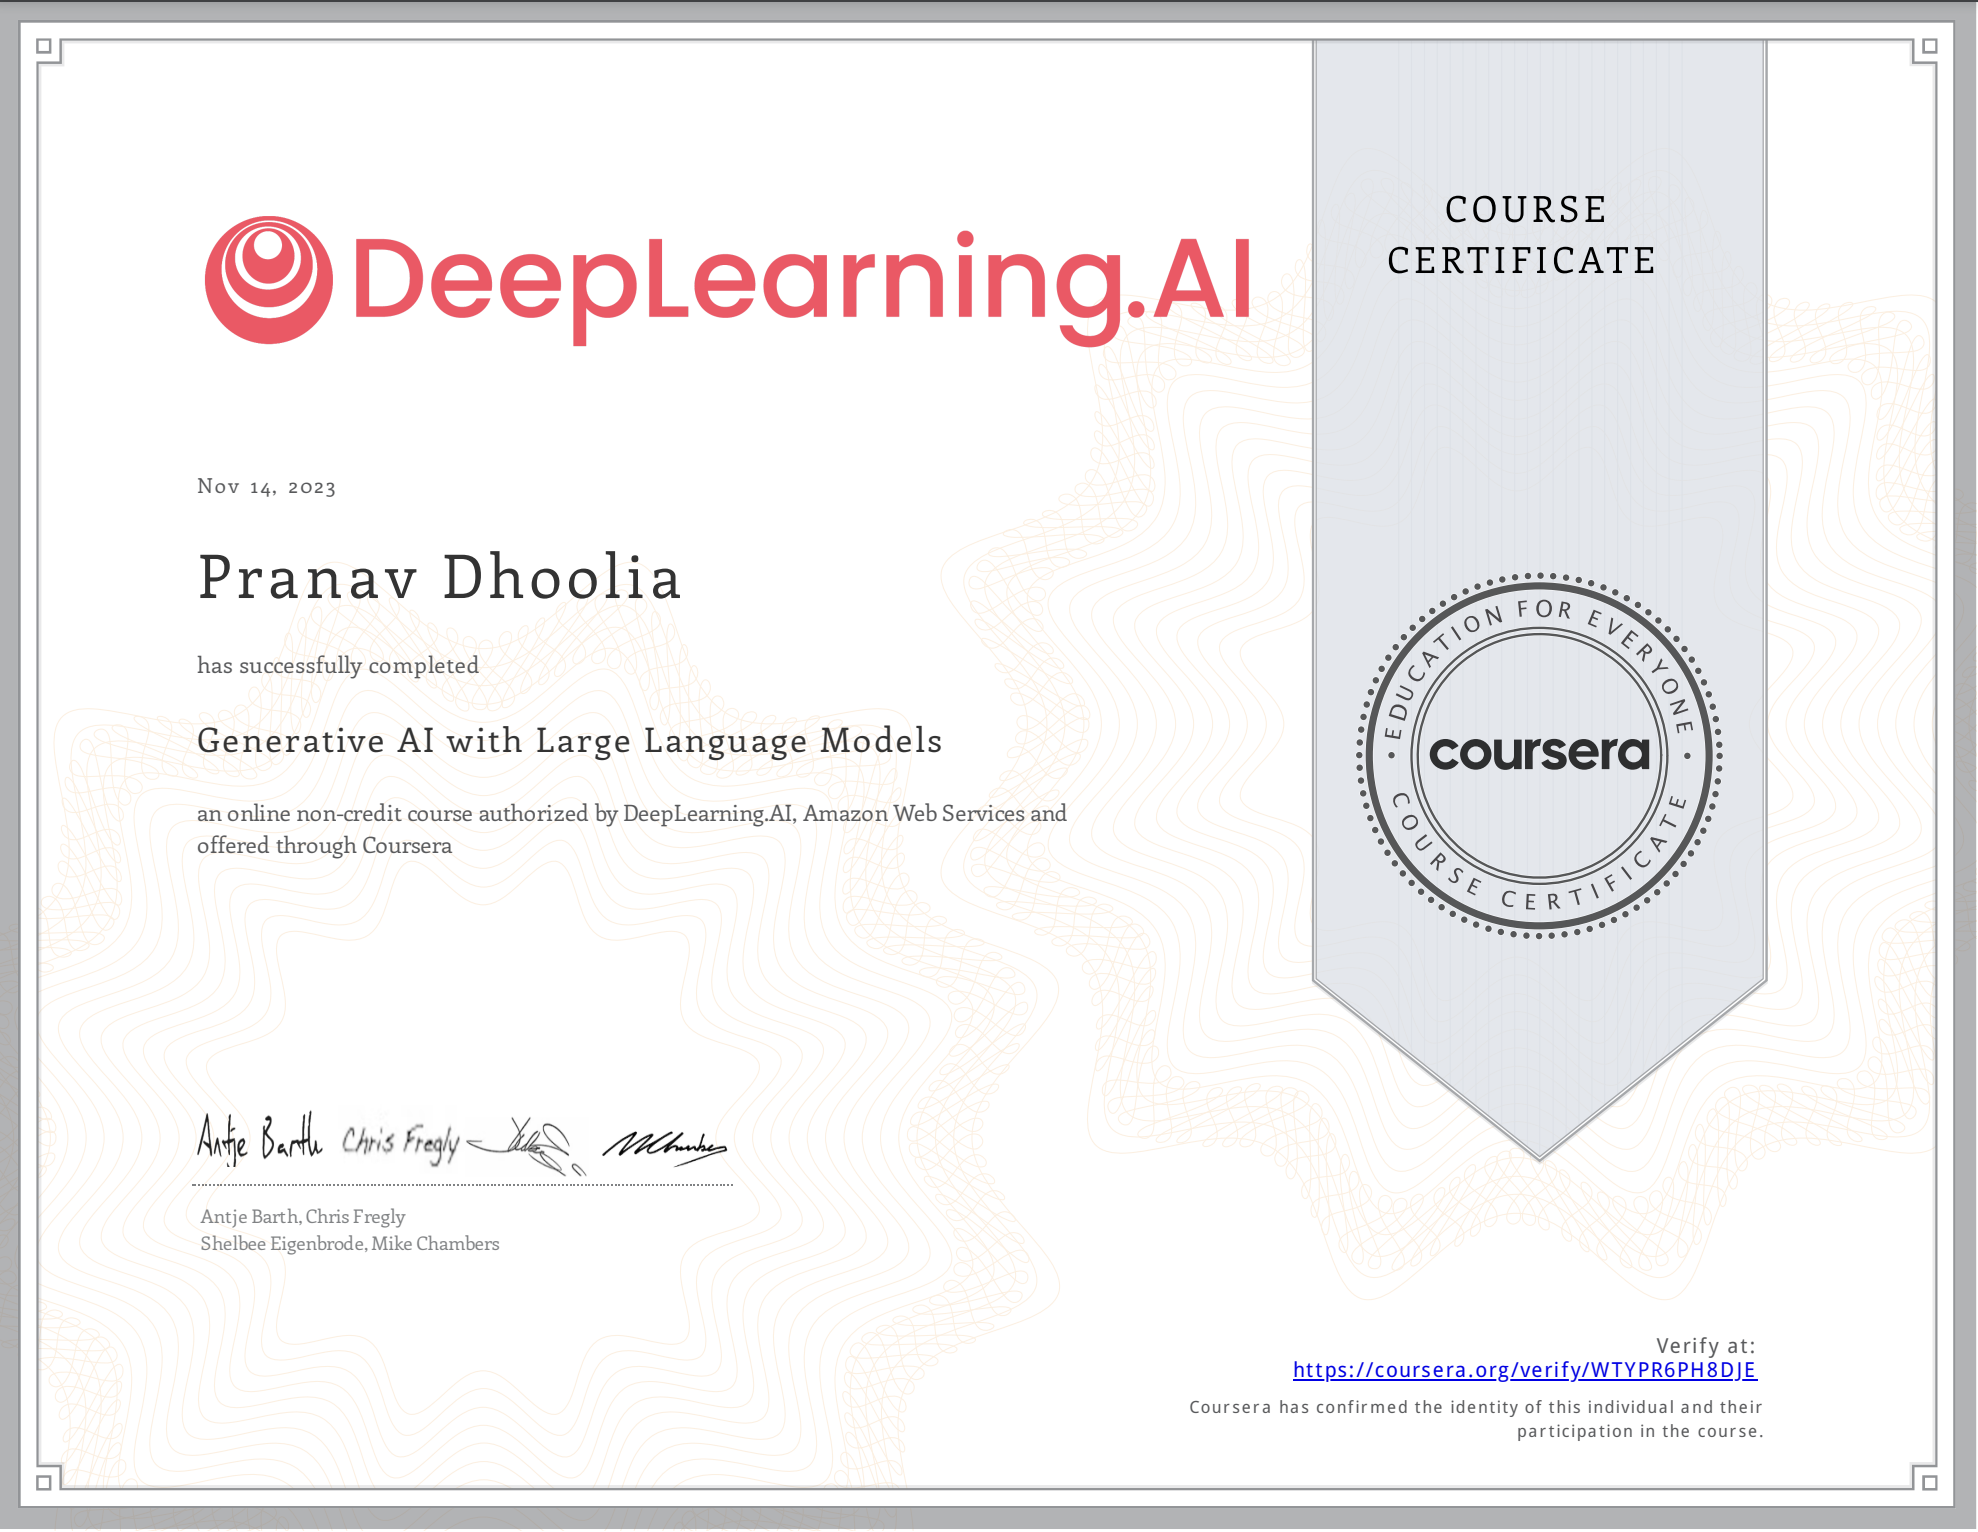 DeepLearning.AI
COURSE
CERTIFICATE
Nov 14, 2023
Pranav Dhoolia
has successfully completed
Generative AI with Large Language Models
an online non-credit course authorized by DeepLearning.AI, Amazon Web Services and
offered through Coursera
EDUCATION FOR EVERYONE
coursera
COURSE CERTIFICATE
Antje Barth Chris Fregly
Antje Barth, Chris Fregly
Shelbee Eigenbrode, Mike Chambers
Verify at:
https://coursera.org/verify/WTYPR6PH8DJE
Coursera has confirmed the identity of this individual and their
participation in the course.